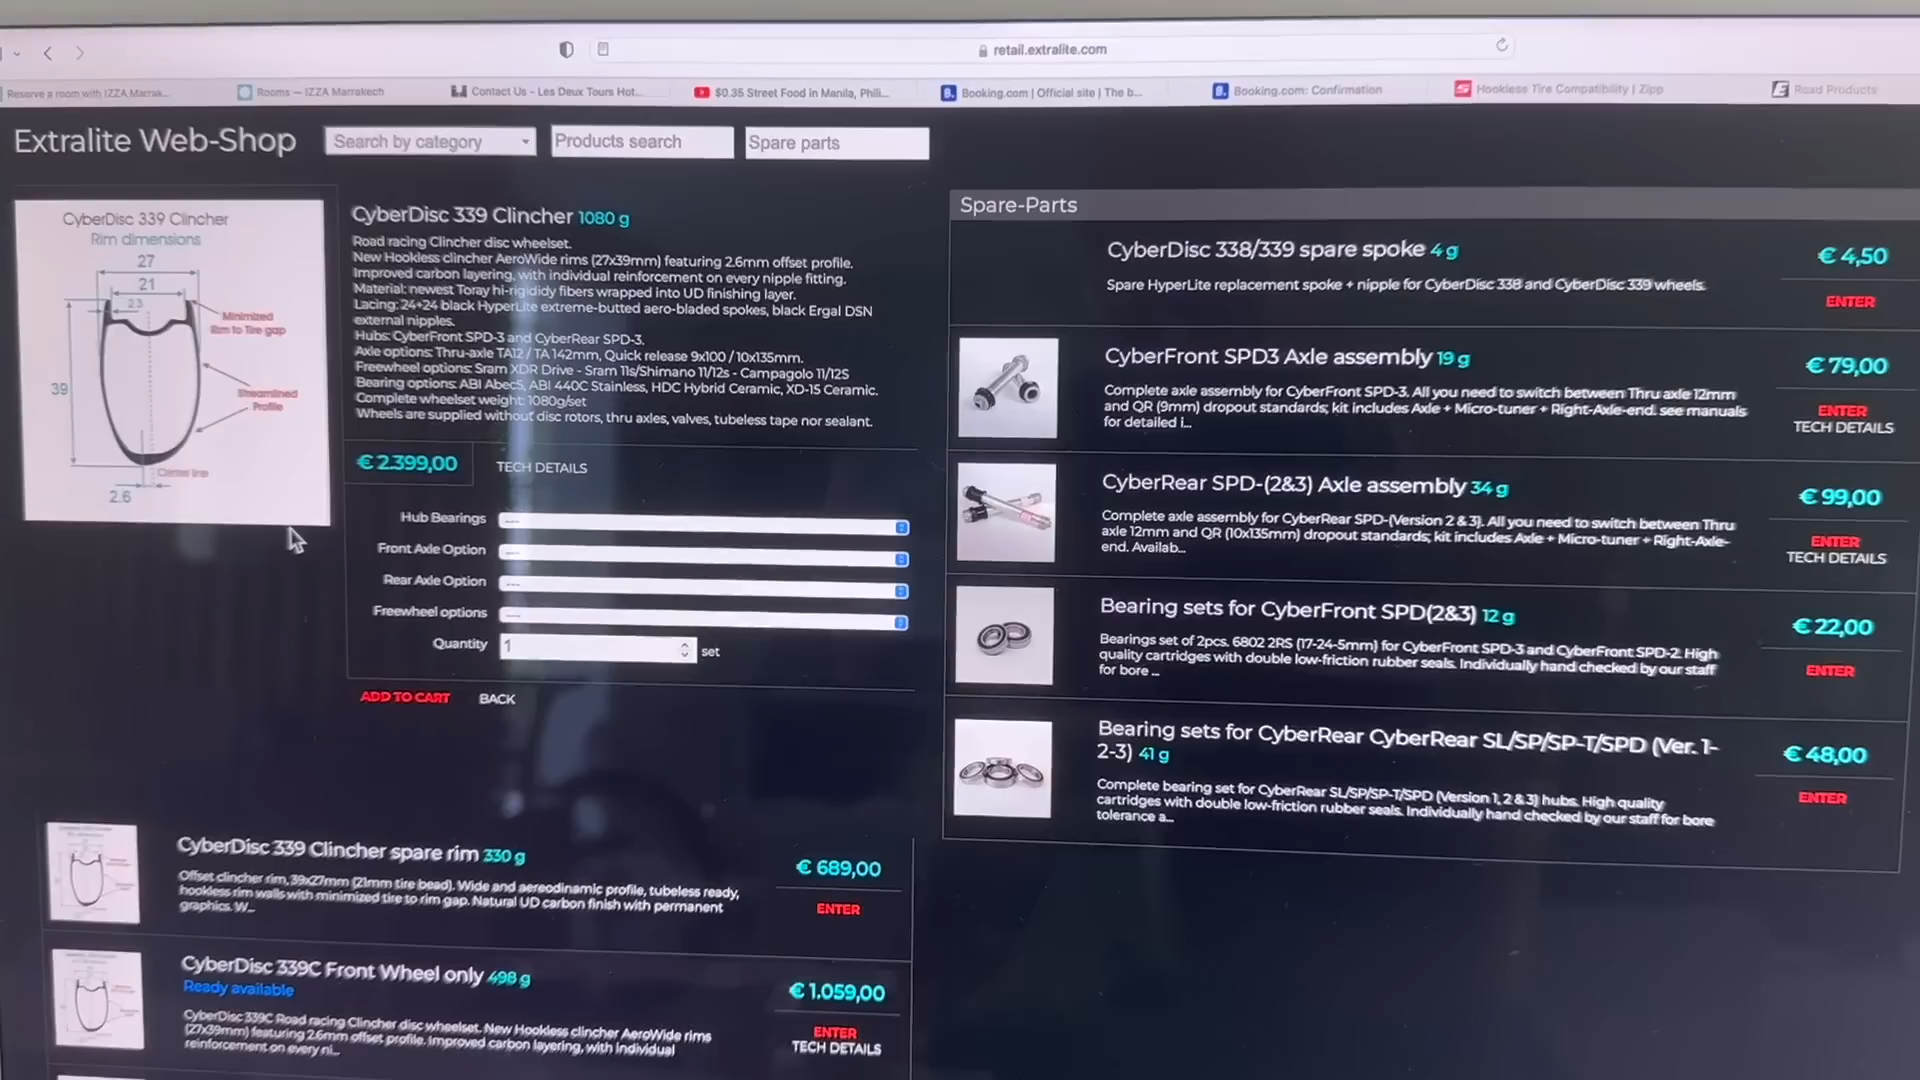 retail.extralite.com
Reserve a room with IZZA Marrak...
Rooms — IZZA Marrakech
Contact Us - Les Deux Tours Hot...
$0.35 Street Food in Manila, Phili...
Booking.com | Official site | The b...
Booking.com: Confirmation
Hookless Tire Compatibility | Zipp
Road Products
Extralite Web-Shop
Search by category
Products search
Spare parts
CyberDisc 339 Clincher
Rim dimensions
27
21
2.3
Minimized
Rim to Tire gap
39
Streamlined
Profile
Center line
2.6
CyberDisc 339 Clincher 1080 g
Road racing Clincher disc wheelset.
New Hookless clincher AeroWide rims (27x39mm) featuring 2.6mm offset profile.
Improved carbon layering, with individual reinforcement on every nipple fitting.
Material: newest Toray hi-rigididy fibers wrapped into UD finishing layer.
Lacing: 24+24 black HyperLite extreme-butted aero-bladed spokes, black Ergal DSN
external nipples.
Hubs: CyberFront SPD-3 and CyberRear SPD-3.
Axle options: Thru-axle TA12 / TA 142mm, Quick release 9x100 / 10x135mm.
Freewheel options: Sram XDR Drive - Sram 11s/Shimano 11/12s - Campagolo 11/12S
Bearing options: ABI Abec5, ABI 440C Stainless, HDC Hybrid Ceramic, XD-15 Ceramic.
Complete wheelset weight: 1080g/set
Wheels are supplied without disc rotors, thru axles, valves, tubeless tape nor sealant.
€ 2.399,00
TECH DETAILS
Hub Bearings ----
Front Axle Option ----
Rear Axle Option ----
Freewheel options ----
Quantity 1 set
ADD TO CART BACK
CyberDisc 339 Clincher spare rim 330 g
Offset clincher rim, 39x27mm (21mm tire bead). Wide and aereodinamic profile, tubeless ready,
hookless rim walls with minimized tire to rim gap. Natural UD carbon finish with permanent
graphics. W...
€ 689,00
ENTER
CyberDisc 339C Front Wheel only 498 g
Ready available
CyberDisc 339C Road racing Clincher disc wheelset. New Hookless clincher AeroWide rims
(27x39mm) featuring 2.6mm offset profile. Improved carbon layering, with individual
reinforcement on every ni...
€ 1.059,00
ENTER
TECH DETAILS
Spare-Parts
CyberDisc 338/339 spare spoke 4 g
Spare HyperLite replacement spoke + nipple for CyberDisc 338 and CyberDisc 339 wheels.
€ 4,50
ENTER
CyberFront SPD3 Axle assembly 19 g
Complete axle assembly for CyberFront SPD-3. All you need to switch between Thru axle 12mm
and QR (9mm) dropout standards; kit includes Axle + Micro-tuner + Right-Axle-end. see manuals
for detailed i...
€ 79,00
ENTER
TECH DETAILS
CyberRear SPD-(2&3) Axle assembly 34 g
Complete axle assembly for CyberRear SPD-(Version 2 & 3). All you need to switch between Thru
axle 12mm and QR (10x135mm) dropout standards; kit includes Axle + Micro-tuner + Right-Axle-
end. Availab...
€ 99,00
ENTER
TECH DETAILS
Bearing sets for CyberFront SPD(2&3) 12 g
Bearings set of 2pcs. 6802 2RS (17-24-5mm) for CyberFront SPD-3 and CyberFront SPD-2. High
quality cartridges with double low-friction rubber seals. Individually hand checked by our staff
for bore ...
€ 22,00
ENTER
Bearing sets for CyberRear CyberRear SL/SP/SP-T/SPD (Ver. 1-
2-3) 41 g
Complete bearing set for CyberRear SL/SP/SP-T/SPD (Version 1, 2 & 3) hubs. High quality
cartridges with double low-friction rubber seals. Individually hand checked by our staff for bore
tolerance a...
€ 48,00
ENTER